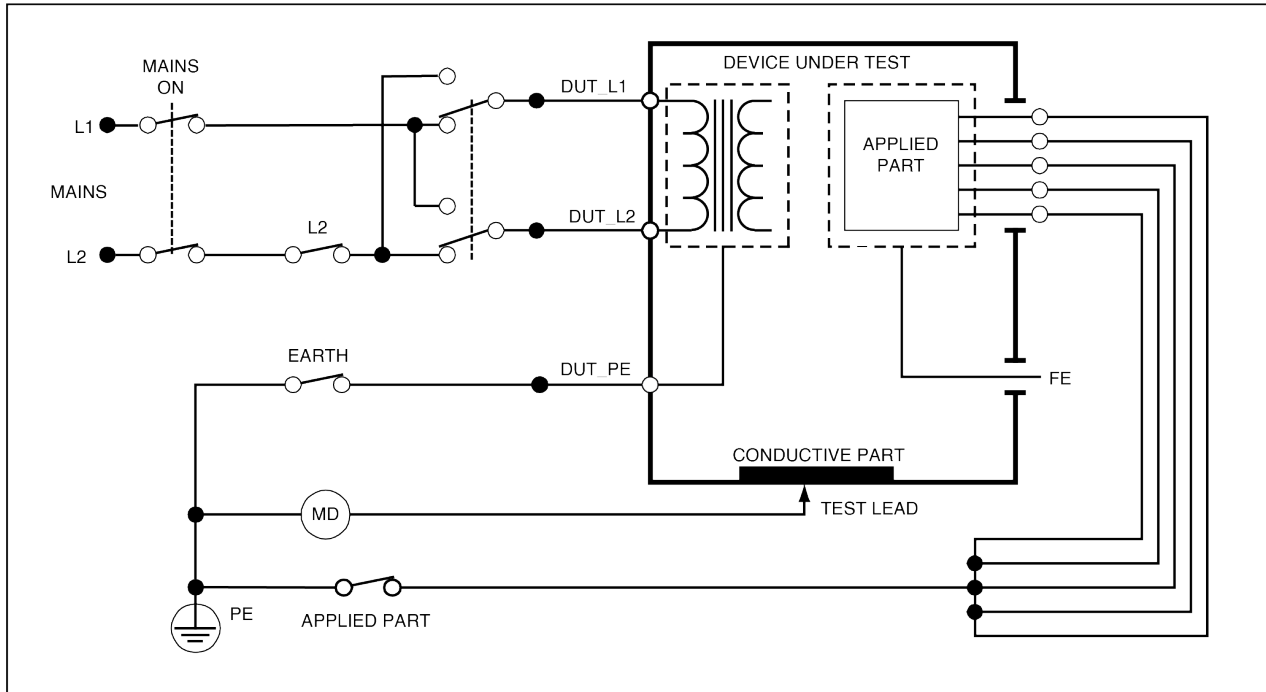 MAINS
ON
DUT_L1
DEVICE UNDER TEST
L1
APPLIED
PART
MAINS
L2
DUT_L2
L2
EARTH
DUT_PE
FE
CONDUCTIVE PART
MD
TEST LEAD
PE
APPLIED PART